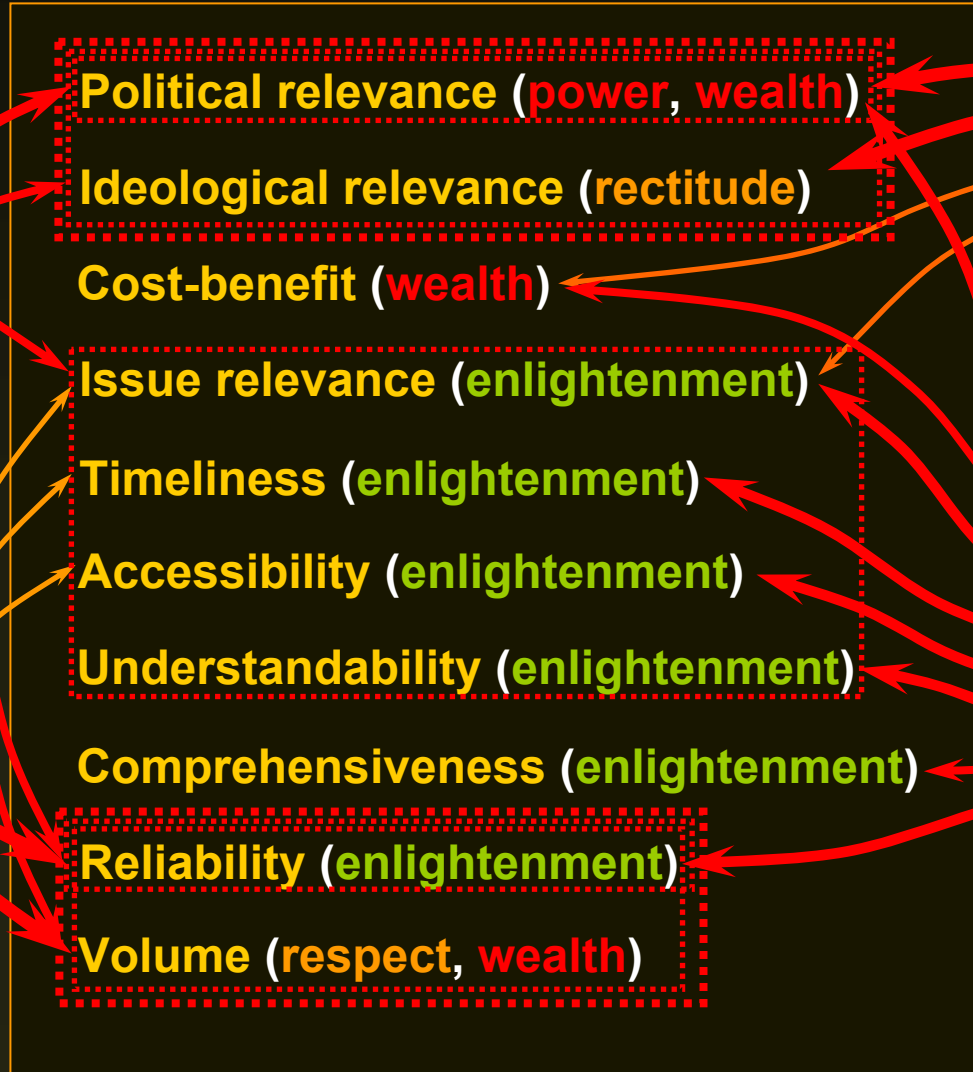 Political relevance (power, wealth)
Ideological relevance (rectitude)
Cost-benefit (wealth)
Issue relevance (enlightenment)
Timeliness (enlightenment)
Accessibility (enlightenment)
Understandability (enlightenment)
Comprehensiveness (enlightenment)
Reliability (enlightenment)
Volume (respect, wealth)